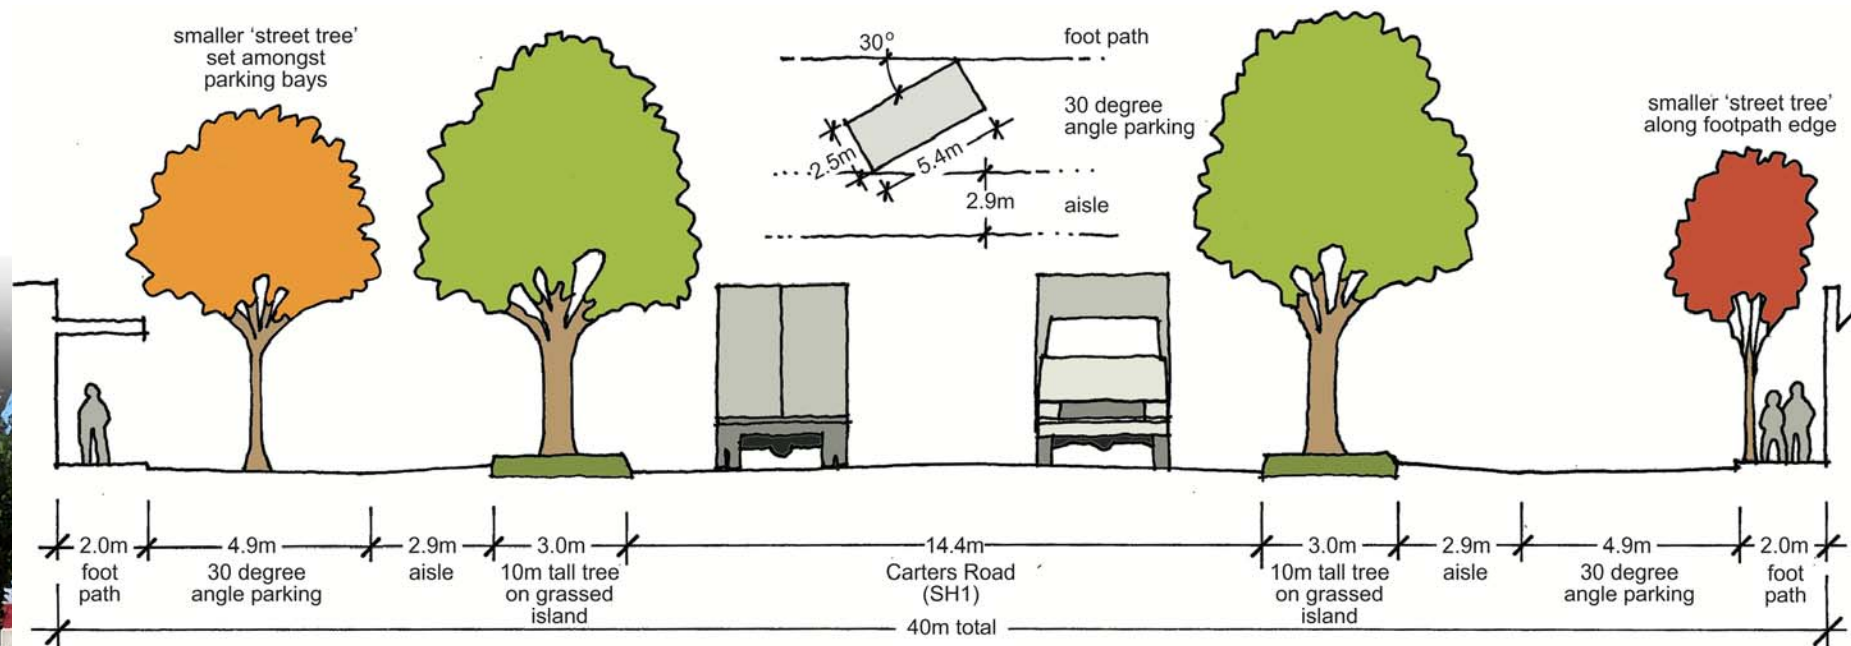 smaller ‘street tree’
set amongst
parking bays
30°
foot path
30 degree
angle parking
2.5m
5.4m
2.9m
aisle
smaller ‘street tree’
along footpath edge
2.0m
4.9m
2.9m
3.0m
14.4m
3.0m
2.9m
4.9m
2.0m
foot
path
30 degree
angle parking
aisle
10m tall tree
on grassed
island
Carters Road
(SH1)
10m tall tree
on grassed
island
aisle
30 degree
angle parking
foot
path
40m total